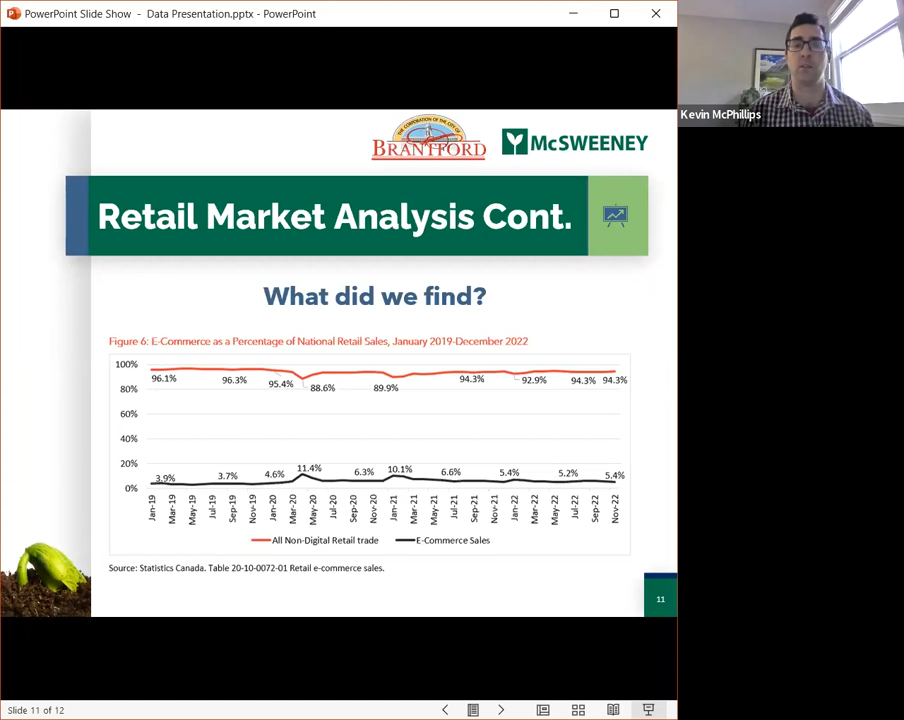 PowerPoint Slide Show - Data Presentation.pptx - PowerPoint
Kevin McPhillips
THE CORPORATION OF THE CITY OF
BRANTFORD
McSWEENEY
Retail Market Analysis Cont.
What did we find?
Figure 6: E-Commerce as a Percentage of National Retail Sales, January 2019-December 2022
100%
96.1% 96.3% 95.4% 88.6% 89.9% 94.3% 92.9% 94.3% 94.3%
80%
60%
40%
20%
3.9% 3.7% 4.6% 11.4% 6.3% 10.1% 6.6% 5.4% 5.2% 5.4%
0%
Jan-19 Mar-19 May-19 Jul-19 Sep-19 Nov-19 Jan-20 Mar-20 May-20 Jul-20 Sep-20 Nov-20 Jan-21 Mar-21 May-21 Jul-21 Sep-21 Nov-21 Jan-22 Mar-22 May-22 Jul-22 Sep-22 Nov-22
All Non-Digital Retail trade E-Commerce Sales
Source: Statistics Canada. Table 20-10-0072-01 Retail e-commerce sales.
11
Slide 11 of 12